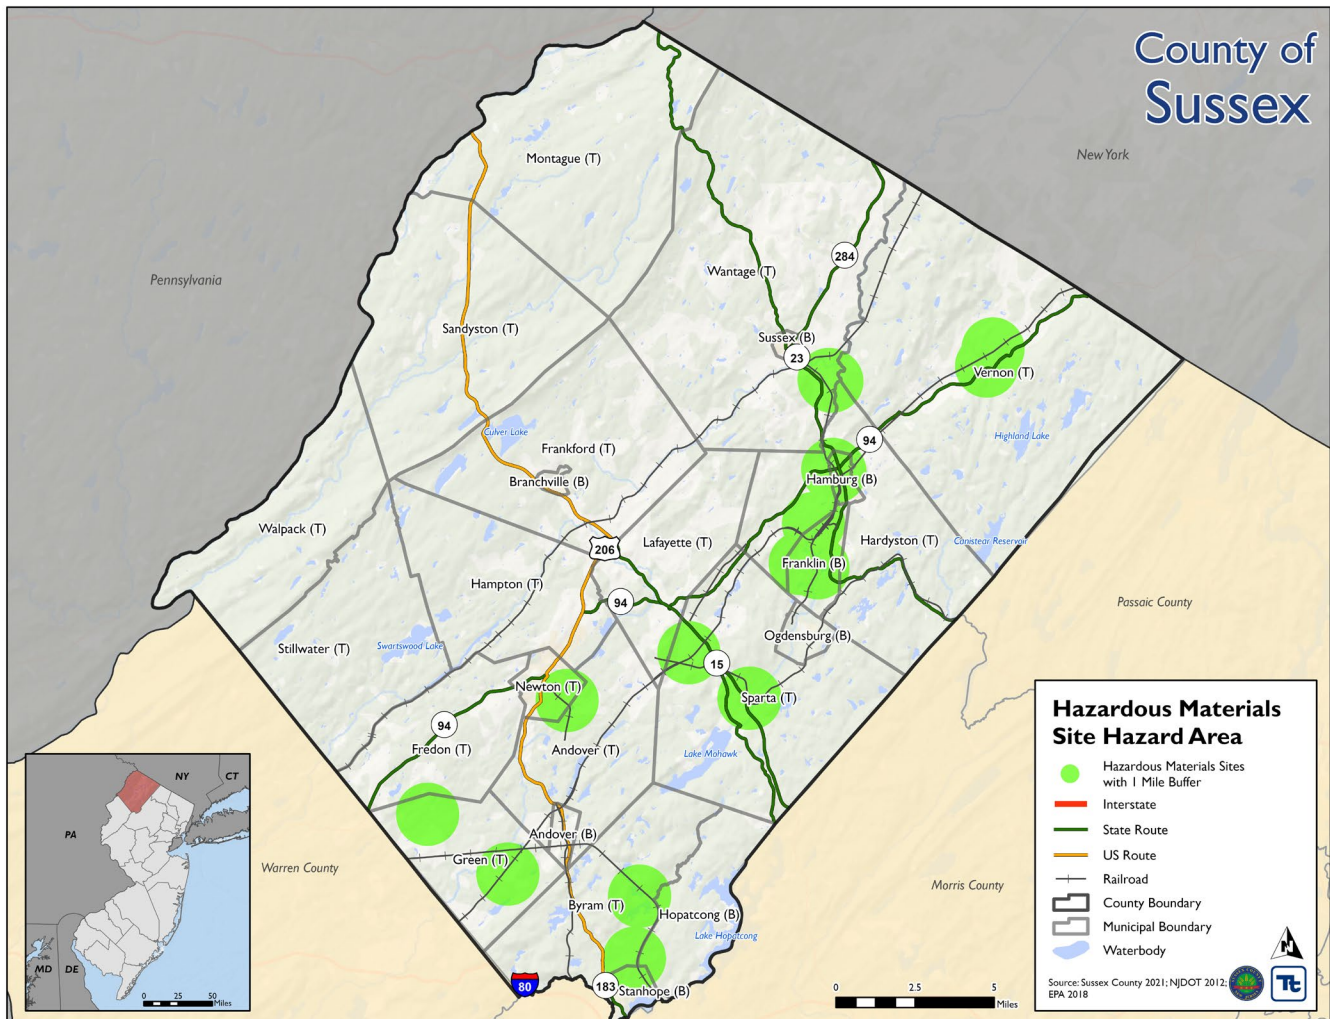 County of
Sussex
New York
Pennsylvania
Montague (T)
284
Wantage (T)
Sandyston (T)
Sussex (B)
23
Vernon (T)
Culver Lake
94
Highland Lake
Frankford (T)
Branchville (B)
Hamburg (B)
Walpack (T)
206
Lafayette (T)
Hardyston (T)
Canistear Reservoir
Franklin (B)
Hampton (T)
94
Passaic County
Stillwater (T)
Swartswood Lake
Ogdensburg (B)
15
Newton (T)
Sparta (T)
94
Fredon (T)
Andover (T)
Lake Mohawk
Andover (B)
Green (T)
Warren County
Byram (T)
Hopatcong (B)
Morris County
Lake Hopatcong
80
183
Stanhope (B)
0 2.5 5
Miles
NY
CT
PA
MD
DE
0 25 50
Miles
Hazardous Materials
Site Hazard Area
Hazardous Materials Sites
with 1 Mile Buffer
Interstate
State Route
US Route
Railroad
County Boundary
Municipal Boundary
Waterbody
N
Source: Sussex County 2021; NJDOT 2012;
EPA 2018
Tt